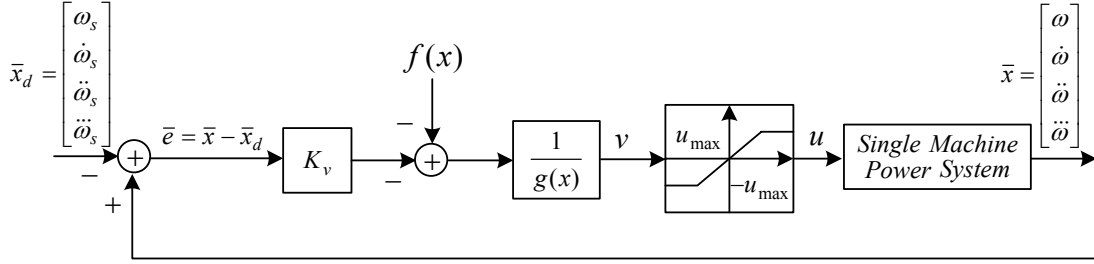 x̄_d = [ω_s
ω̇_s
ω̈_s
ω⃛_s]
−
+
+
ē = x̄ − x̄_d
K_v
−
f(x)
−
+
1
g(x)
v
u_max
−u_max
u
Single Machine
Power System
x̄ = [ω
ω̇
ω̈
ω⃛]